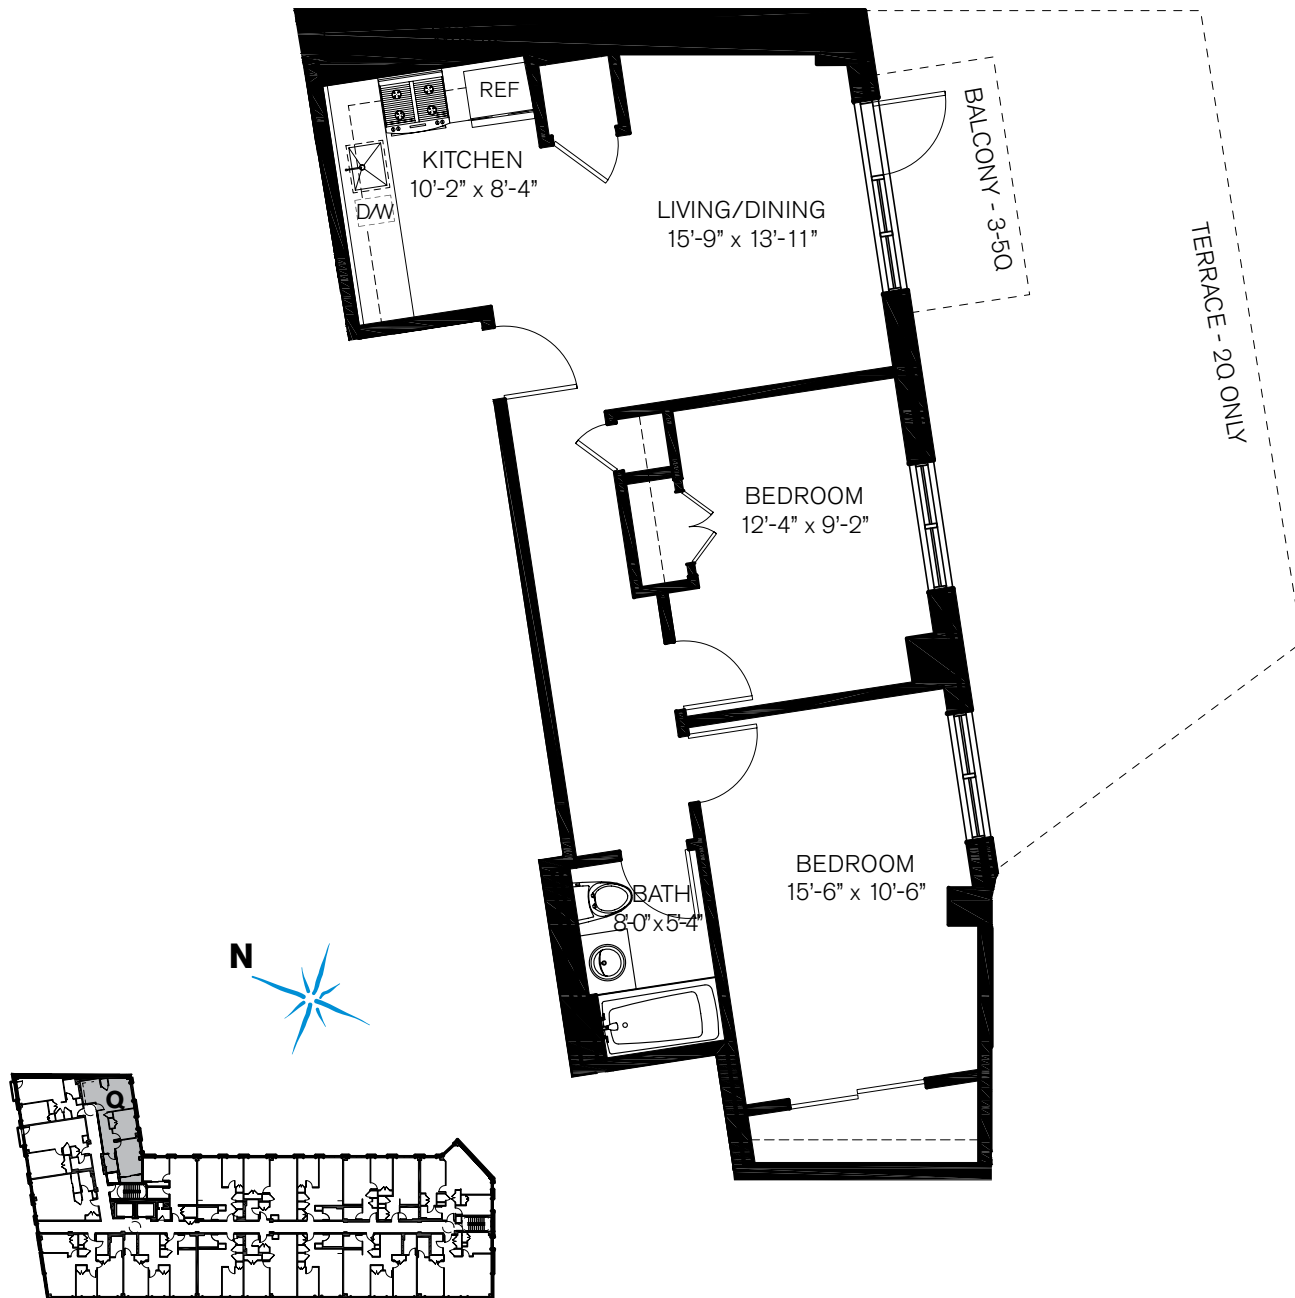 REF
KITCHEN
10'-2" x 8'-4"
D/W
LIVING/DINING
15'-9" x 13'-11"
BALCONY - 3-5Q
TERRACE - 2Q ONLY
BEDROOM
12'-4" x 9'-2"
BEDROOM
15'-6" x 10'-6"
BATH
8'-0" x 5'-4"
N
Q